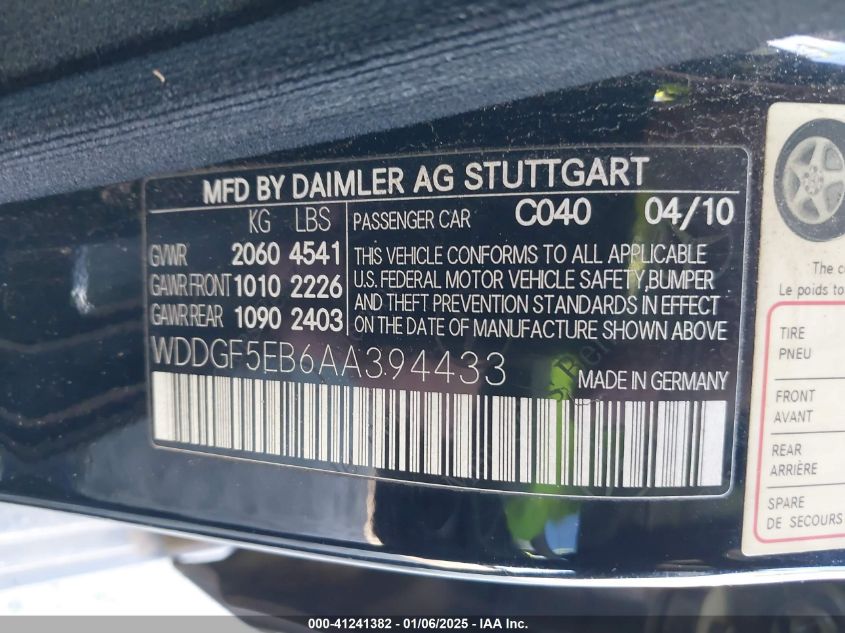 MFD BY DAIMLER AG STUTTGART
KG LBS
GVWR 2060 4541
GAWR FRONT 1010 2226
GAWR REAR 1090 2403
PASSENGER CAR C040 04/10
THIS VEHICLE CONFORMS TO ALL APPLICABLE
U.S. FEDERAL MOTOR VEHICLE SAFETY, BUMPER
AND THEFT PREVENTION STANDARDS IN EFFECT
ON THE DATE OF MANUFACTURE SHOWN ABOVE
WDDGF5EB6AA394433
MADE IN GERMANY
The c
Le poids to
TIRE
PNEU
FRONT
AVANT
REAR
ARRIÈRE
SPARE
DE SECOURS
000-41241382 - 01/06/2025 - IAA Inc.